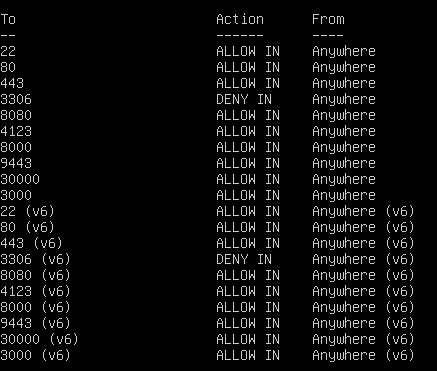 To Action From
-- ------ ----
22 ALLOW IN Anywhere
80 ALLOW IN Anywhere
443 ALLOW IN Anywhere
3306 DENY IN Anywhere
8080 ALLOW IN Anywhere
4123 ALLOW IN Anywhere
8000 ALLOW IN Anywhere
9443 ALLOW IN Anywhere
30000 ALLOW IN Anywhere
3000 ALLOW IN Anywhere
22 (v6) ALLOW IN Anywhere (v6)
80 (v6) ALLOW IN Anywhere (v6)
443 (v6) ALLOW IN Anywhere (v6)
3306 (v6) DENY IN Anywhere (v6)
8080 (v6) ALLOW IN Anywhere (v6)
4123 (v6) ALLOW IN Anywhere (v6)
8000 (v6) ALLOW IN Anywhere (v6)
9443 (v6) ALLOW IN Anywhere (v6)
30000 (v6) ALLOW IN Anywhere (v6)
3000 (v6) ALLOW IN Anywhere (v6)